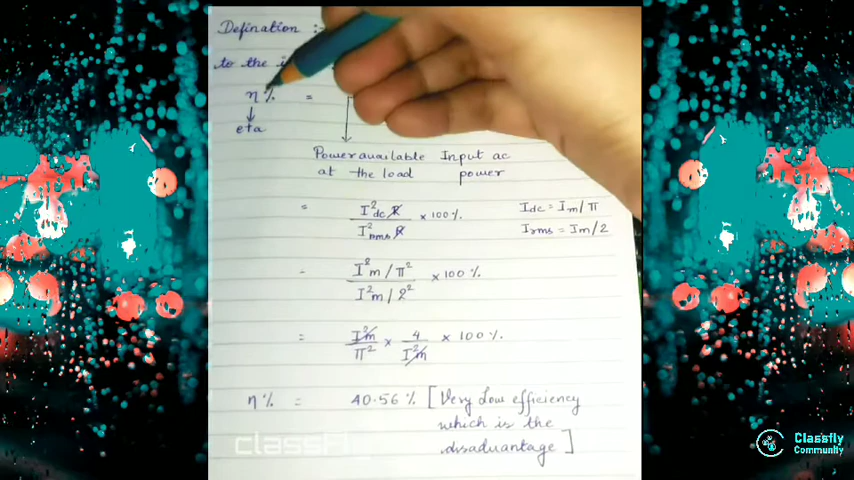 Defination :-
to the
η % =
↓
eta
Power available Input ac
at the load power
= I²dc R / I²rms R × 100 %. Idc = Im/π
Irms = Im/2
= I²m / π² / I²m / 2² × 100 %.
= I²m / π² × 4 / I²m × 100 %.
η % = 40.56 % [Very Low efficiency
which is the
disadvantage]
Classfly
Community